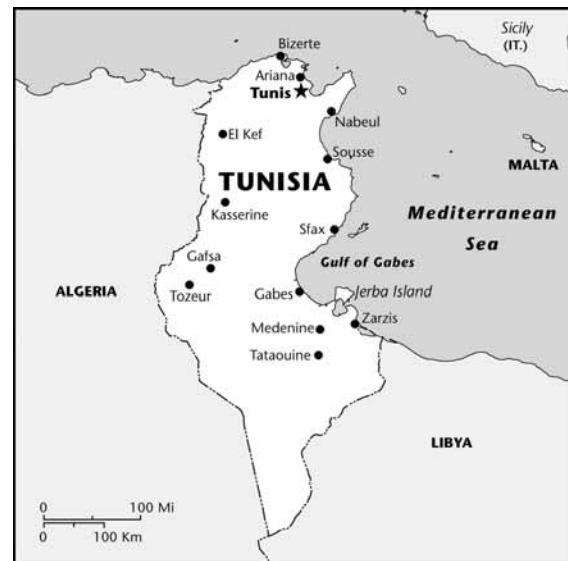 Sicily
(IT.)
Bizerte
Ariana
Tunis
Nabeul
El Kef
Sousse
MALTA
TUNISIA
Kasserine
Mediterranean
Sea
Sfax
Gafsa
Gulf of Gabes
ALGERIA
Tozeur
Gabes
Jerba Island
Zarzis
Medenine
Tataouine
LIBYA
0 100 Mi
0 100 Km